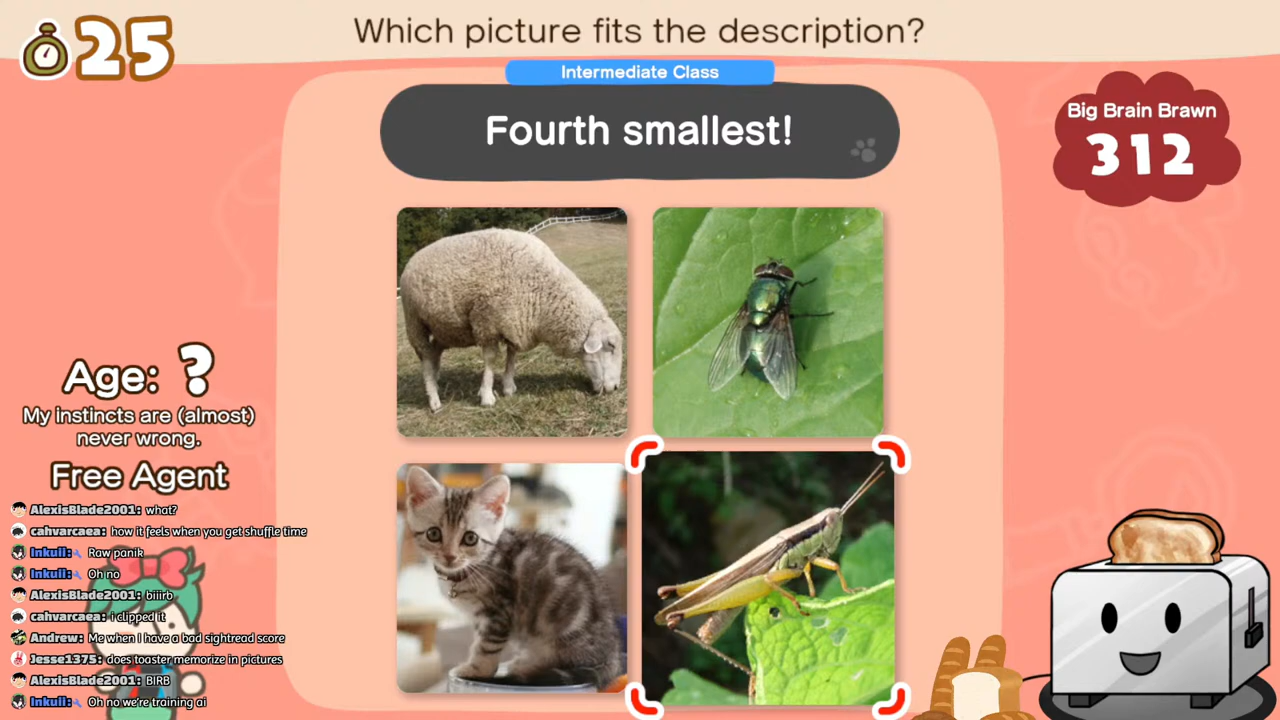 25
Which picture fits the description?
Intermediate Class
Fourth smallest!
Big Brain Brawn
312
Age: ?
My instincts are (almost)
never wrong.
Free Agent
AlexisBlade2001: what?
cahvarcaea: how it feels when you get shuffle time
Inkuii: Raw panik
Inkuii: Oh no
AlexisBlade2001: biiirb
cahvarcaea: i clipped it
Andrew: Me when I have a bad sightread score
Jesse1375: does toaster memorize in pictures
AlexisBlade2001: BIRB
Inkuii: Oh no we're training ai